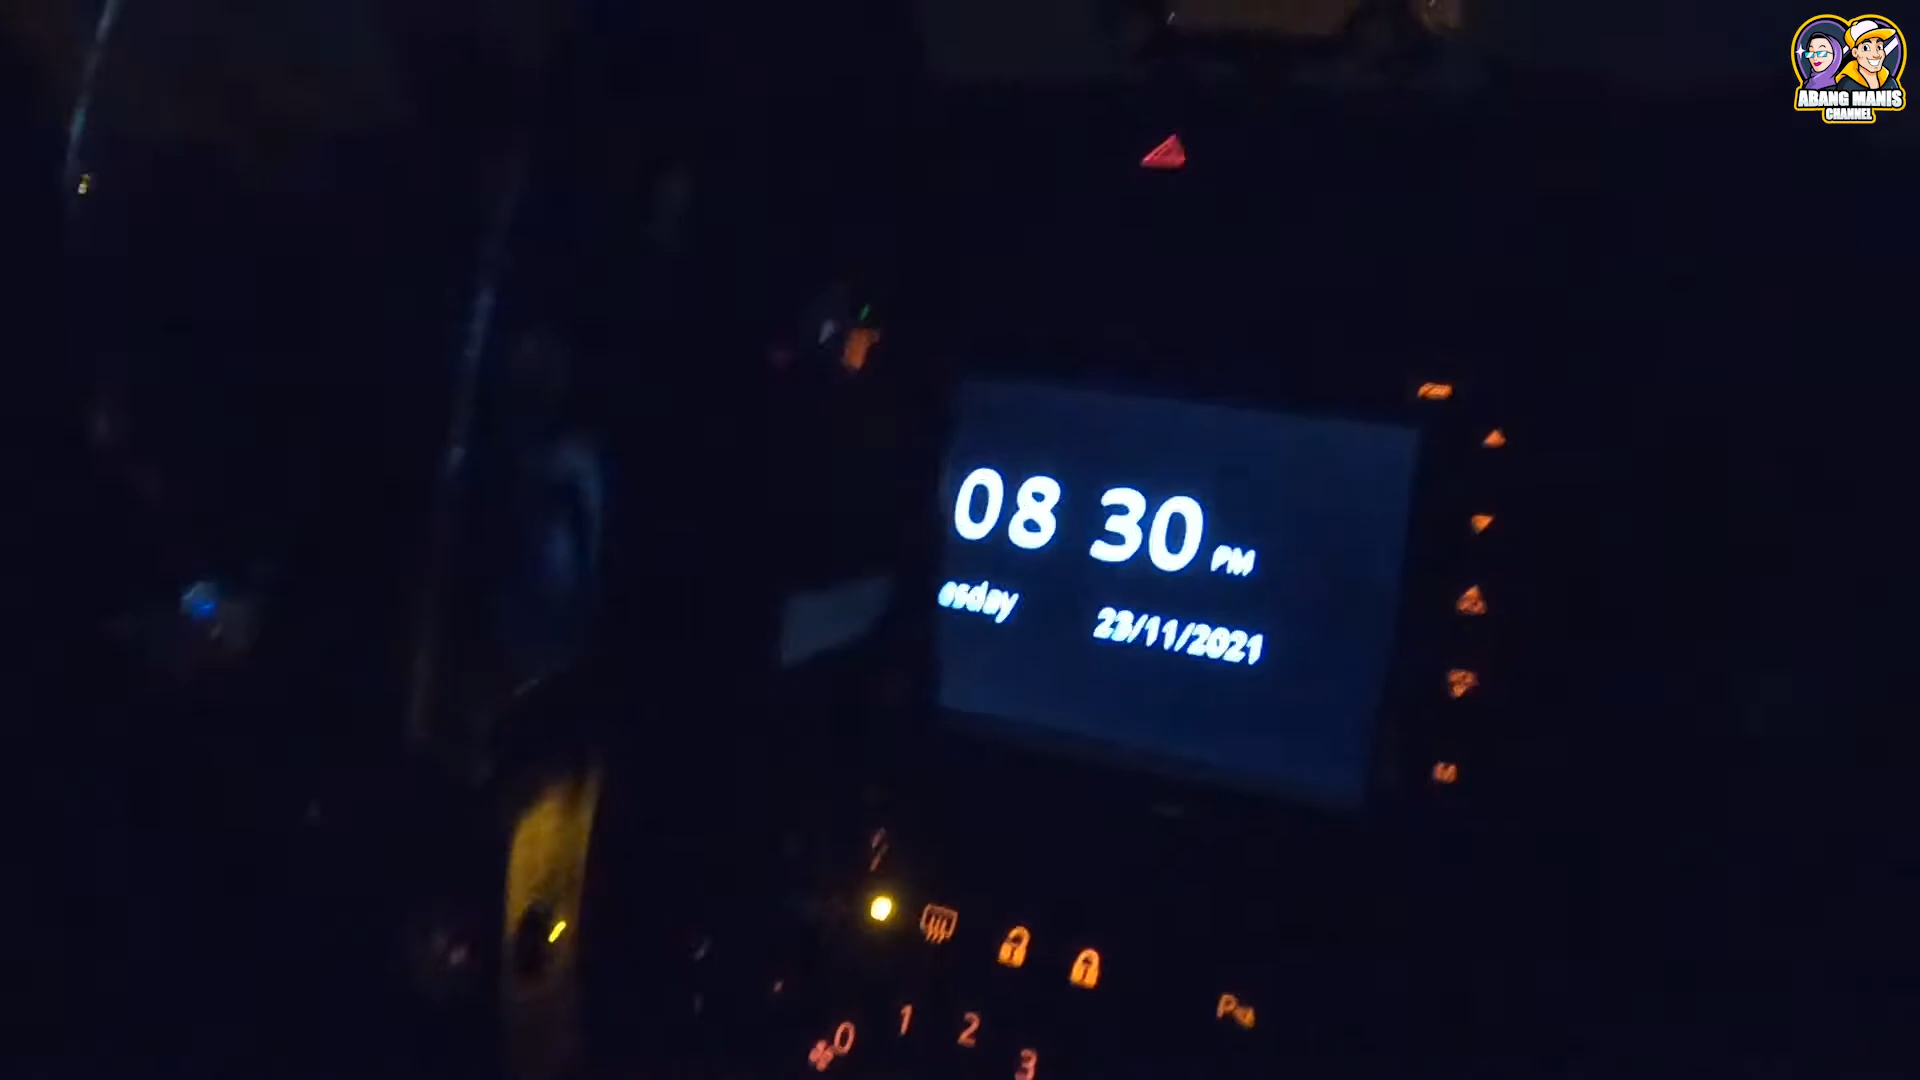 ABANG MANIS
CHANNEL
08 30 PM
esday 23/11/2021
0 1 2 3